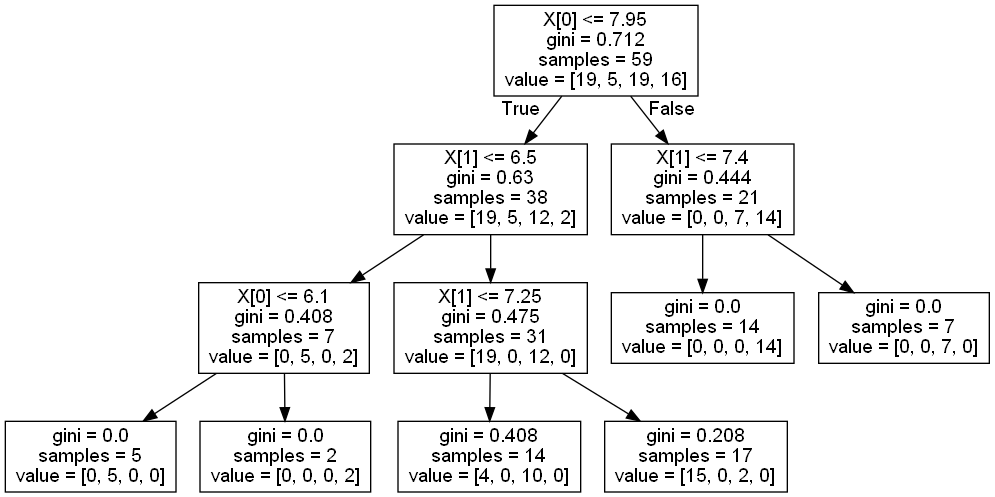 X[0] <= 7.95
gini = 0.712
samples = 59
value = [19, 5, 19, 16]
True
False
X[1] <= 6.5
gini = 0.63
samples = 38
value = [19, 5, 12, 2]
X[1] <= 7.4
gini = 0.444
samples = 21
value = [0, 0, 7, 14]
X[0] <= 6.1
gini = 0.408
samples = 7
value = [0, 5, 0, 2]
X[1] <= 7.25
gini = 0.475
samples = 31
value = [19, 0, 12, 0]
gini = 0.0
samples = 14
value = [0, 0, 0, 14]
gini = 0.0
samples = 7
value = [0, 0, 7, 0]
gini = 0.0
samples = 5
value = [0, 5, 0, 0]
gini = 0.0
samples = 2
value = [0, 0, 0, 2]
gini = 0.408
samples = 14
value = [4, 0, 10, 0]
gini = 0.208
samples = 17
value = [15, 0, 2, 0]